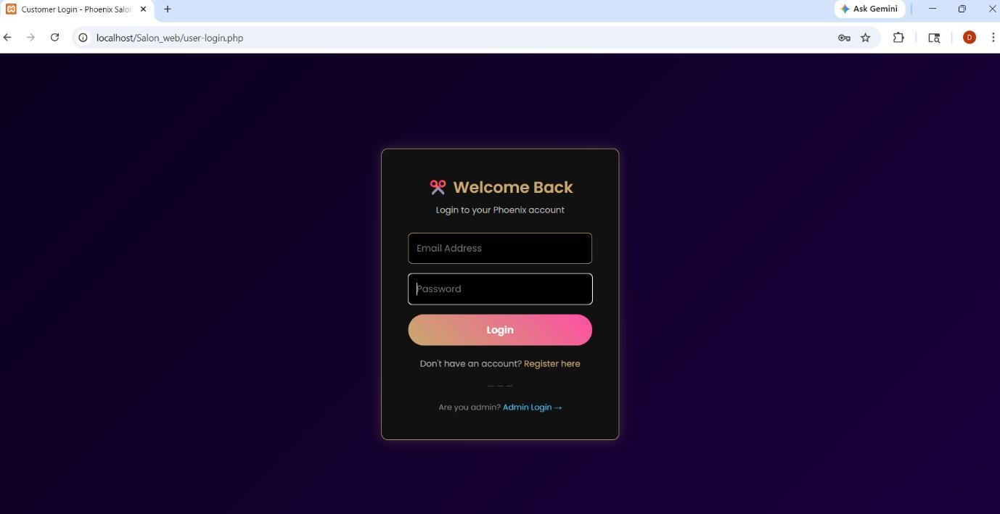 Customer Login - Phoenix Salo
Ask Gemini
localhost/Salon_web/user-login.php
D
Welcome Back
Login to your Phoenix account
Email Address
Password
Login
Don't have an account? Register here
— — —
Are you admin? Admin Login →